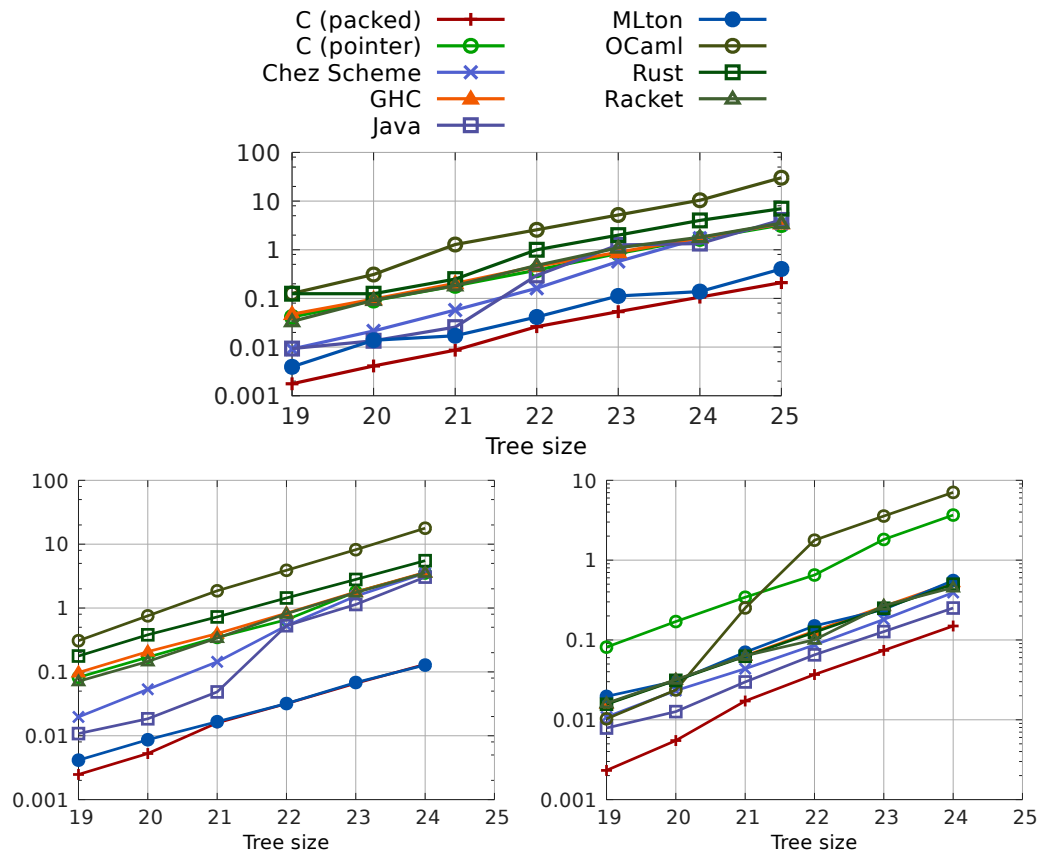 C (packed)
C (pointer)
Chez Scheme
GHC
Java
MLton
OCaml
Rust
Racket
100
10
1
0.1
0.01
0.001
19 20 21 22 23 24 25
Tree size
100
10
1
0.1
0.01
0.001
19 20 21 22 23 24 25
Tree size
10
1
0.1
0.01
0.001
19 20 21 22 23 24 25
Tree size